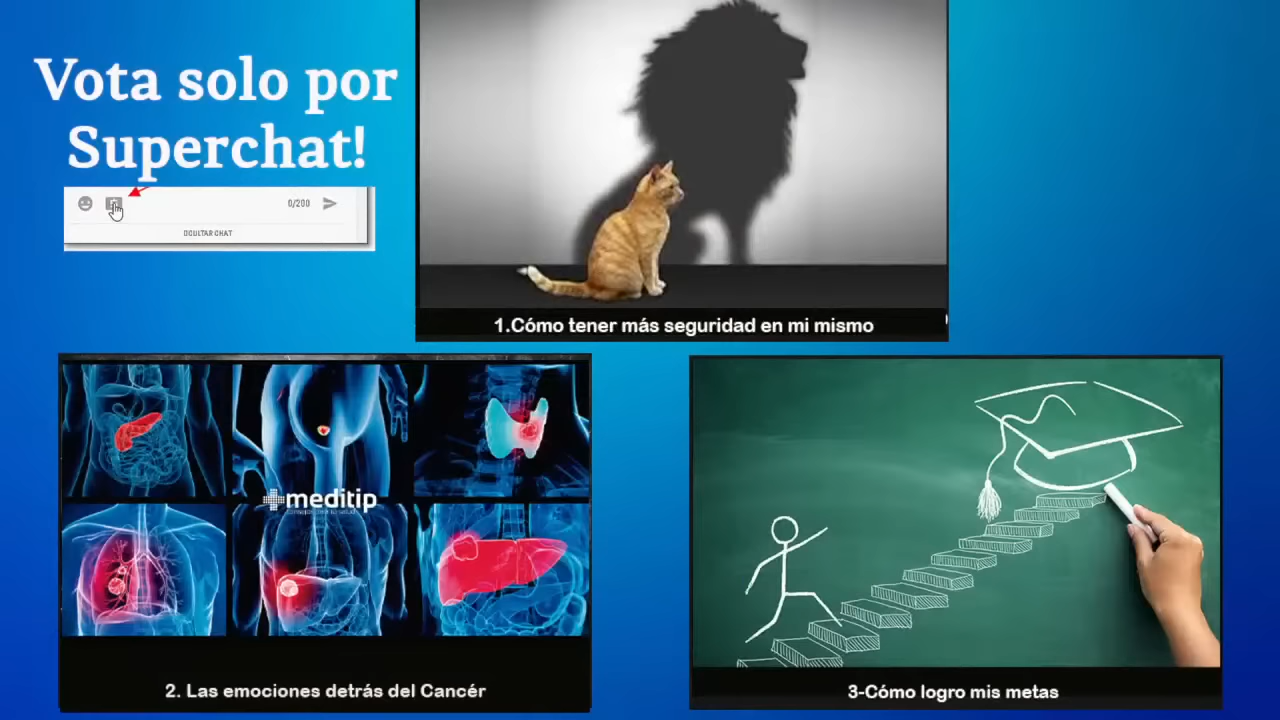 Vota solo por
Superchat!
0/200
OCULTAR CHAT
1.Cómo tener más seguridad en mi mismo
meditip
2. Las emociones detrás del Cancér
3-Cómo logro mis metas